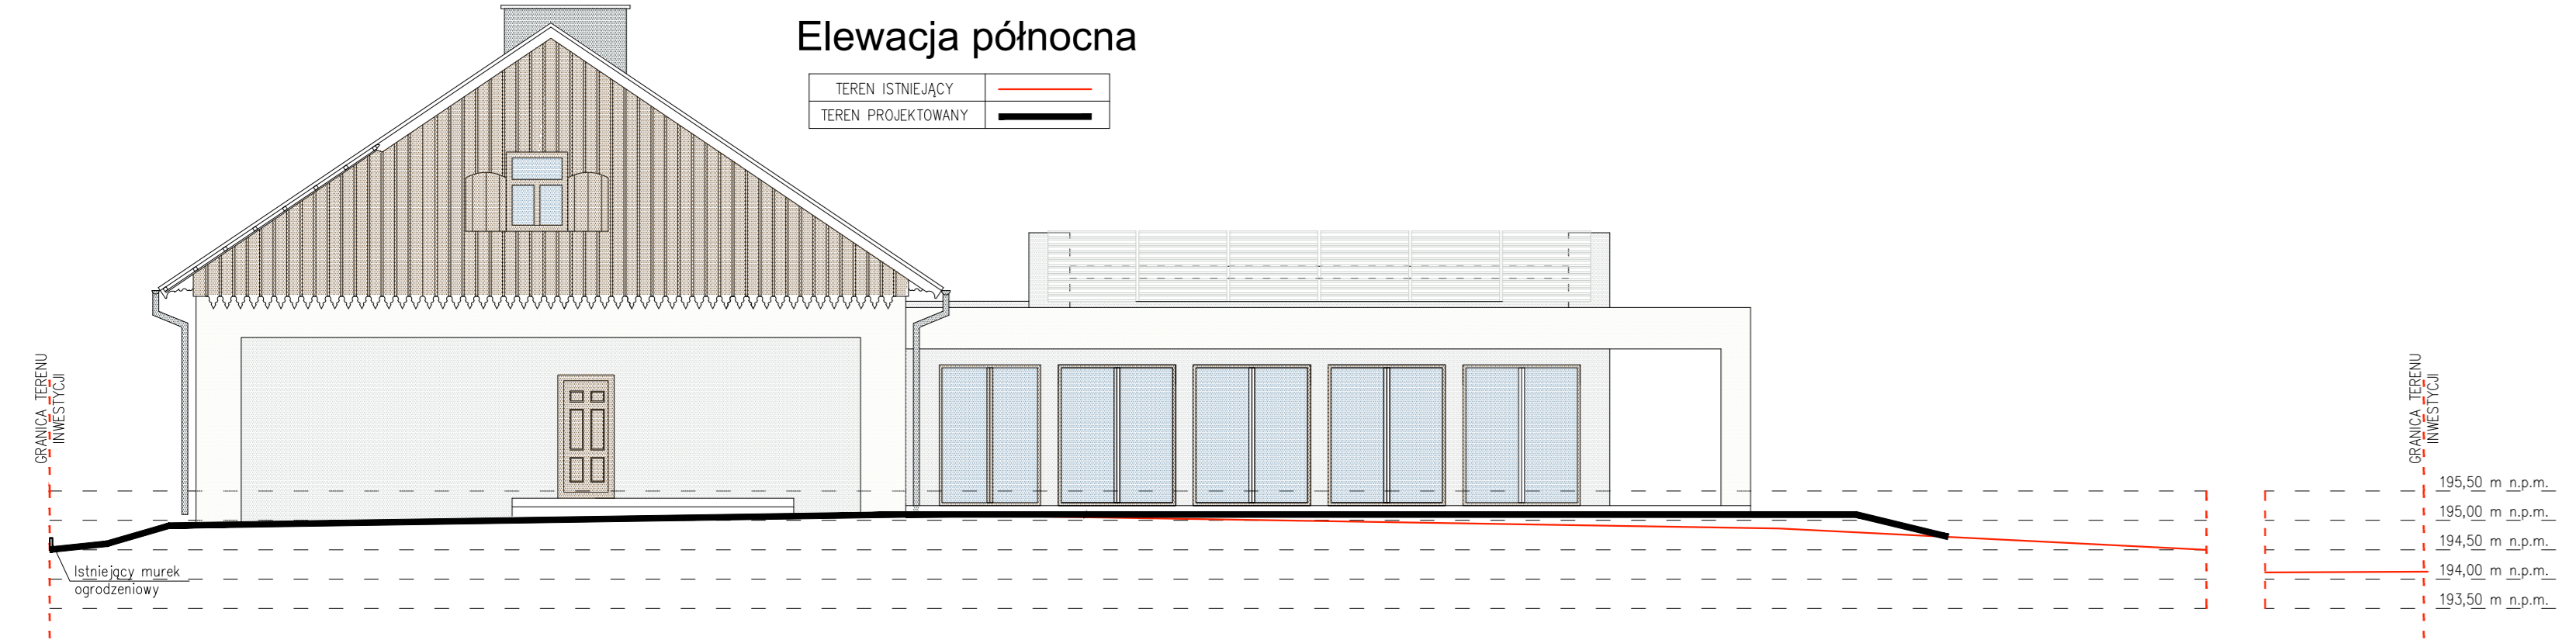 Elewacja północna
TEREN ISTNIEJĄCY
TEREN PROJEKTOWANY
GRANICA TERENU
INWESTYCJI
Istniejący murek
ogrodzeniowy
GRANICA TERENU
INWESTYCJI
195,50 m n.p.m.
195,00 m n.p.m.
194,50 m n.p.m.
194,00 m n.p.m.
193,50 m n.p.m.